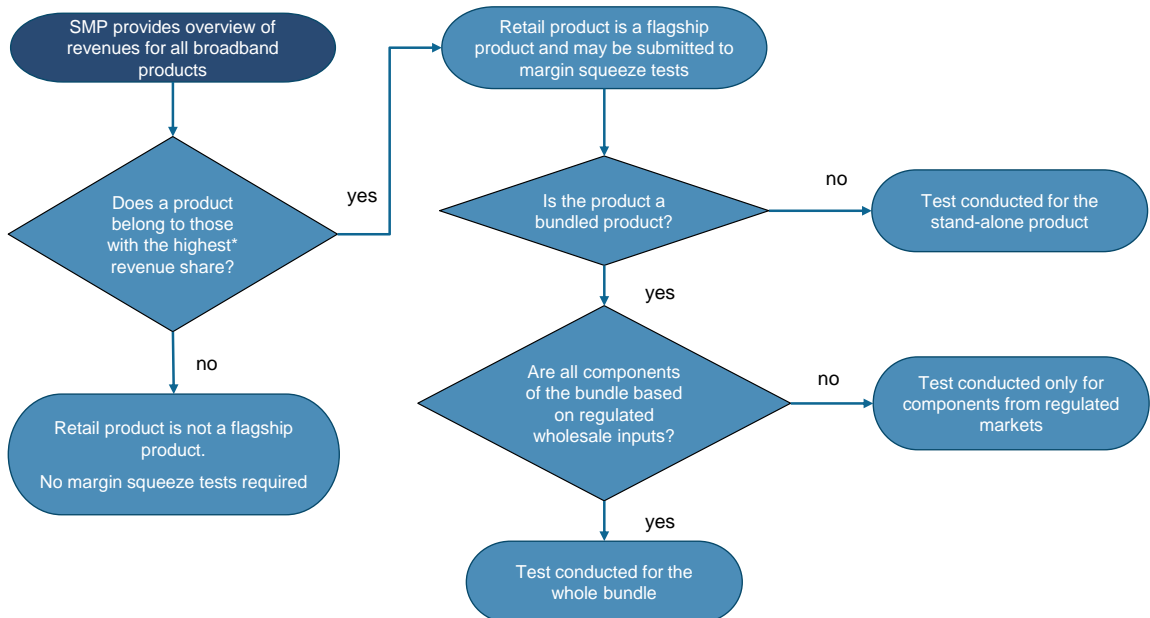 SMP provides overview of
revenues for all broadband
products
Does a product
belong to those
with the highest*
revenue share?
yes
no
Retail product is not a flagship
product.
No margin squeeze tests required
Retail product is a flagship
product and may be submitted to
margin squeeze tests
Is the product a
bundled product?
no
Test conducted for the
stand-alone product
yes
Are all components
of the bundle based
on regulated
wholesale inputs?
no
Test conducted only for
components from regulated
markets
yes
Test conducted for the
whole bundle